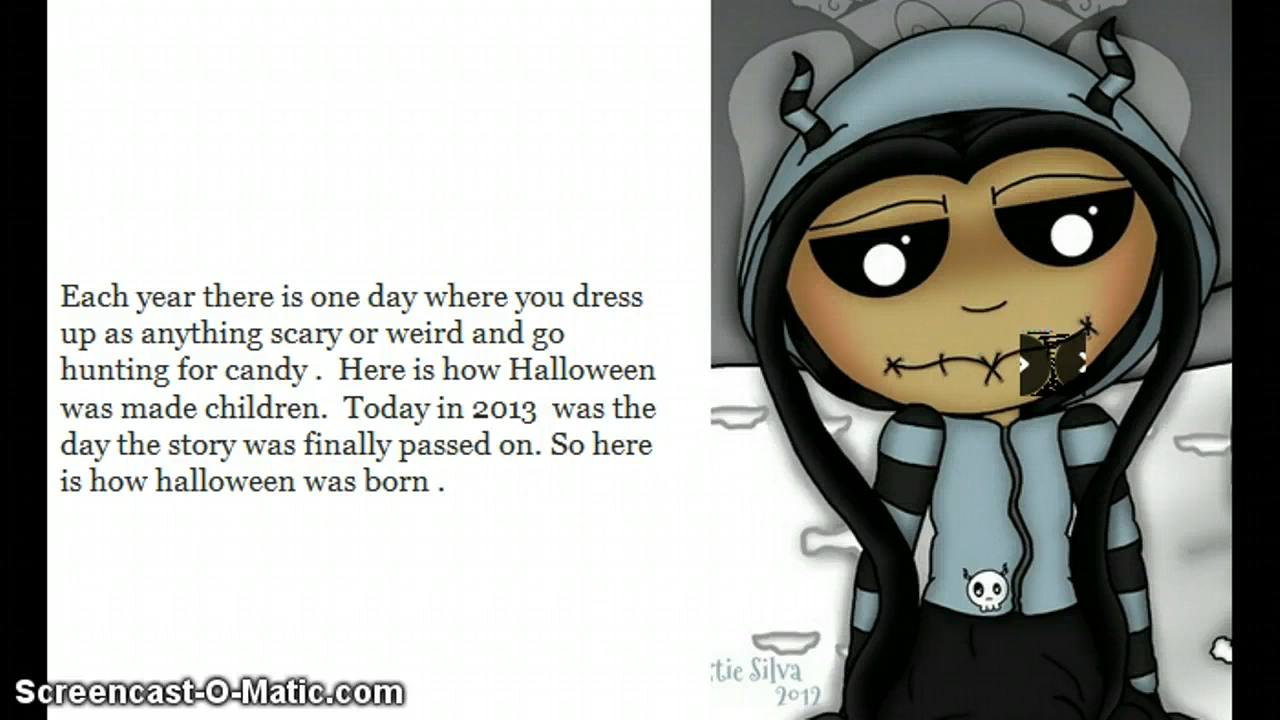 Each year there is one day where you dress
up as anything scary or weird and go
hunting for candy .  Here is how Halloween
was made children.  Today in 2013  was the
day the story was finally passed on. So here
is how halloween was born .
Silva
2012
Screencast-O-Matic.com